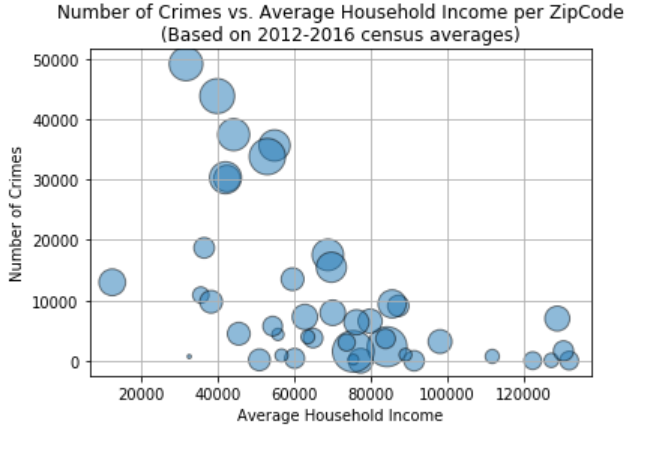 Number of Crimes vs. Average Household Income per ZipCode
(Based on 2012-2016 census averages)
50000
40000
30000
20000
10000
0
Number of Crimes
20000 40000 60000 80000 100000 120000
Average Household Income